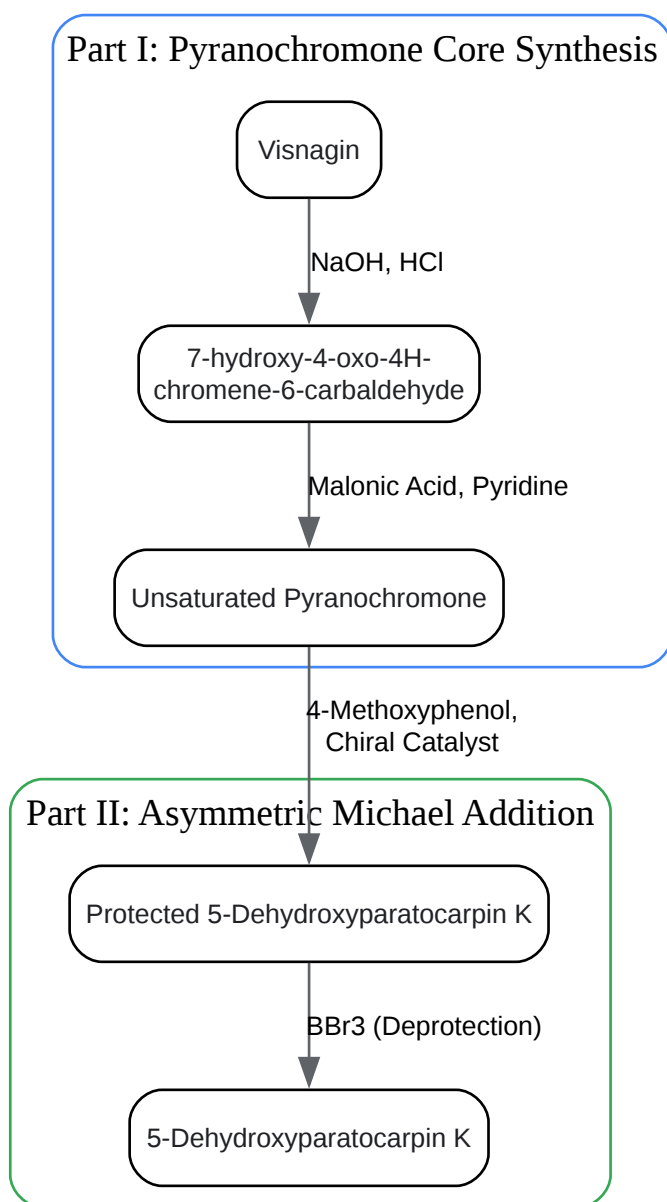 Part I: Pyranochromone Core Synthesis
Visnagin
NaOH, HCl
7-hydroxy-4-oxo-4H-
chromene-6-carbaldehyde
Malonic Acid, Pyridine
Unsaturated Pyranochromone
4-Methoxyphenol,
Chiral Catalyst
Part II: Asymmetric Michael Addition
Protected 5-Dehydroxyparatocarpin K
BBr3 (Deprotection)
5-Dehydroxyparatocarpin K